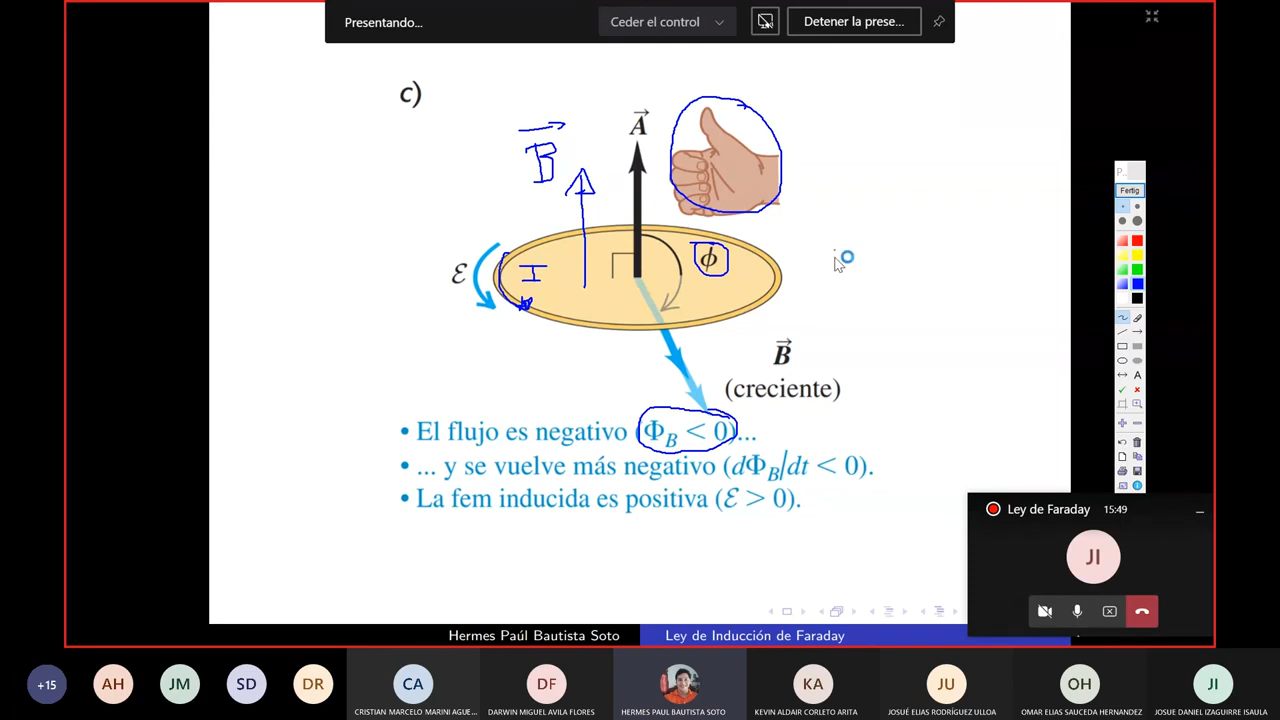 Presentando...
Ceder el control
Detener la prese...
c)
B
A
ℰ
I
ϕ
B
(creciente)
• El flujo es negativo (Φ_B < 0)...
• ... y se vuelve más negativo (dΦ_B/dt < 0).
• La fem inducida es positiva (ℰ > 0).
P..
Fertig
A
Ley de Faraday 15:49
JI
Hermes Paúl Bautista Soto Ley de Inducción de Faraday
+15 AH JM SD DR CA DF KA JU OH JI
CRISTIAN MARCELO MARINI AGUE... DARWIN MIGUEL AVILA FLORES HERMES PAUL BAUTISTA SOTO KEVIN ALDAIR CORLETO ARITA JOSUÉ ELIAS RODRÍGUEZ ULLOA OMAR ELIAS SAUCEDA HERNANDEZ JOSUE DANIEL IZAGUIRRE ISAULA